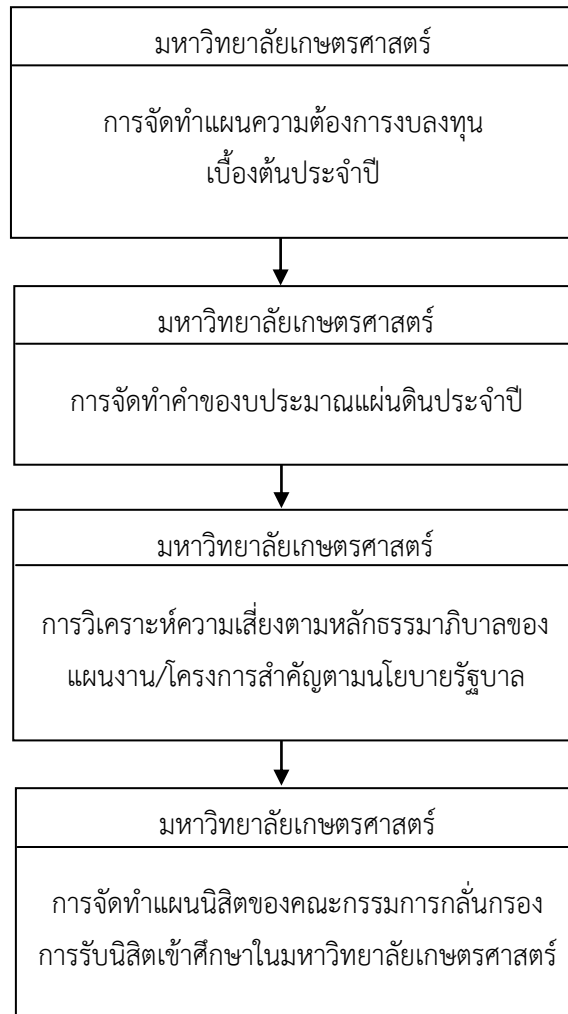 มหาวิทยาลัยเกษตรศาสตร์
การจัดทำแผนความต้องการงบลงทุน
เบื้องต้นประจำปี
มหาวิทยาลัยเกษตรศาสตร์
การจัดทำคำของบประมาณแผ่นดินประจำปี
มหาวิทยาลัยเกษตรศาสตร์
การวิเคราะห์ความเสี่ยงตามหลักธรรมาภิบาลของ
แผนงาน/โครงการสำคัญตามนโยบายรัฐบาล
มหาวิทยาลัยเกษตรศาสตร์
การจัดทำแผนนิสิตของคณะกรรมการกลั่นกรอง
การรับนิสิตเข้าศึกษาในมหาวิทยาลัยเกษตรศาสตร์